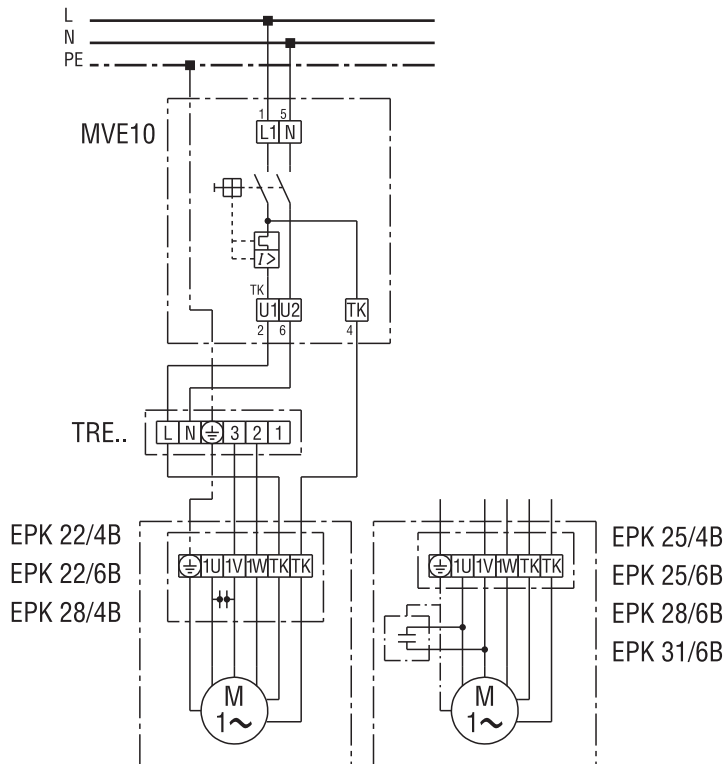 L
N
PE
MVE10
1 5
L1 N
I>
TK
U1 U2 TK
2 6 4
TRE..
L N 3 2 1
EPK 22/4B
EPK 22/6B
EPK 28/4B
1U 1V 1W TK TK
M
1~
1U 1V 1W TK TK
M
1~
EPK 25/4B
EPK 25/6B
EPK 28/6B
EPK 31/6B